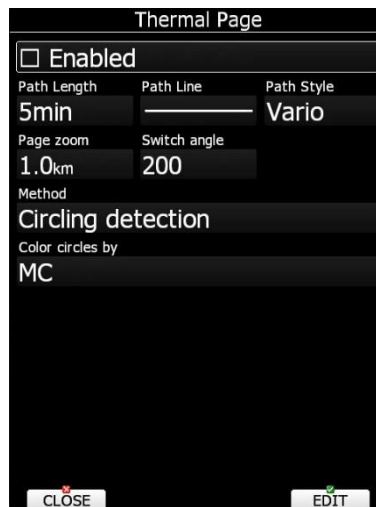 Thermal Page
Enabled
Path Length Path Line Path Style
5min Vario
Page zoom Switch angle
1.0km 200
Method
Circling detection
Color circles by
MC
CLOSE EDIT